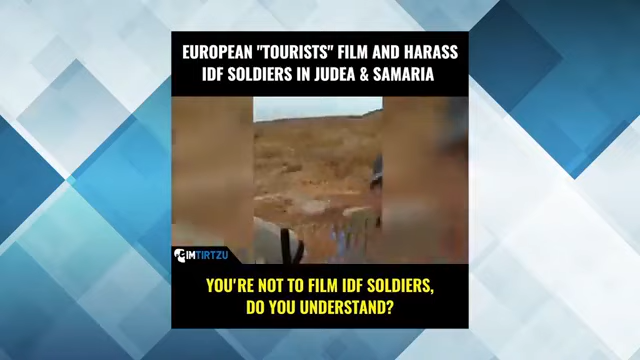 EUROPEAN "TOURISTS" FILM AND HARASS
IDF SOLDIERS IN JUDEA & SAMARIA
IMTIRTZU
YOU'RE NOT TO FILM IDF SOLDIERS,
DO YOU UNDERSTAND?